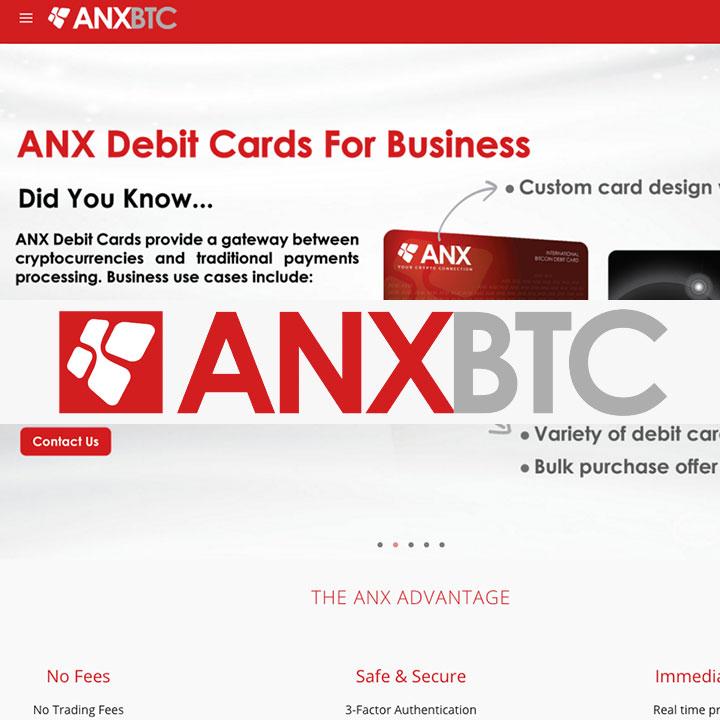 ANXBTC
ANX Debit Cards For Business
Did You Know...
• Custom card design
ANX Debit Cards provide a gateway between
cryptocurrencies and traditional payments
processing. Business use cases include:
ANX
YOUR CRYPTO CONNECTION
INTERNATIONAL
BITCOIN DEBIT CARD
ANXBTC
Contact Us
• Variety of debit car
• Bulk purchase offer
THE ANX ADVANTAGE
No Fees
Safe & Secure
Immedia
No Trading Fees
3-Factor Authentication
Real time pr